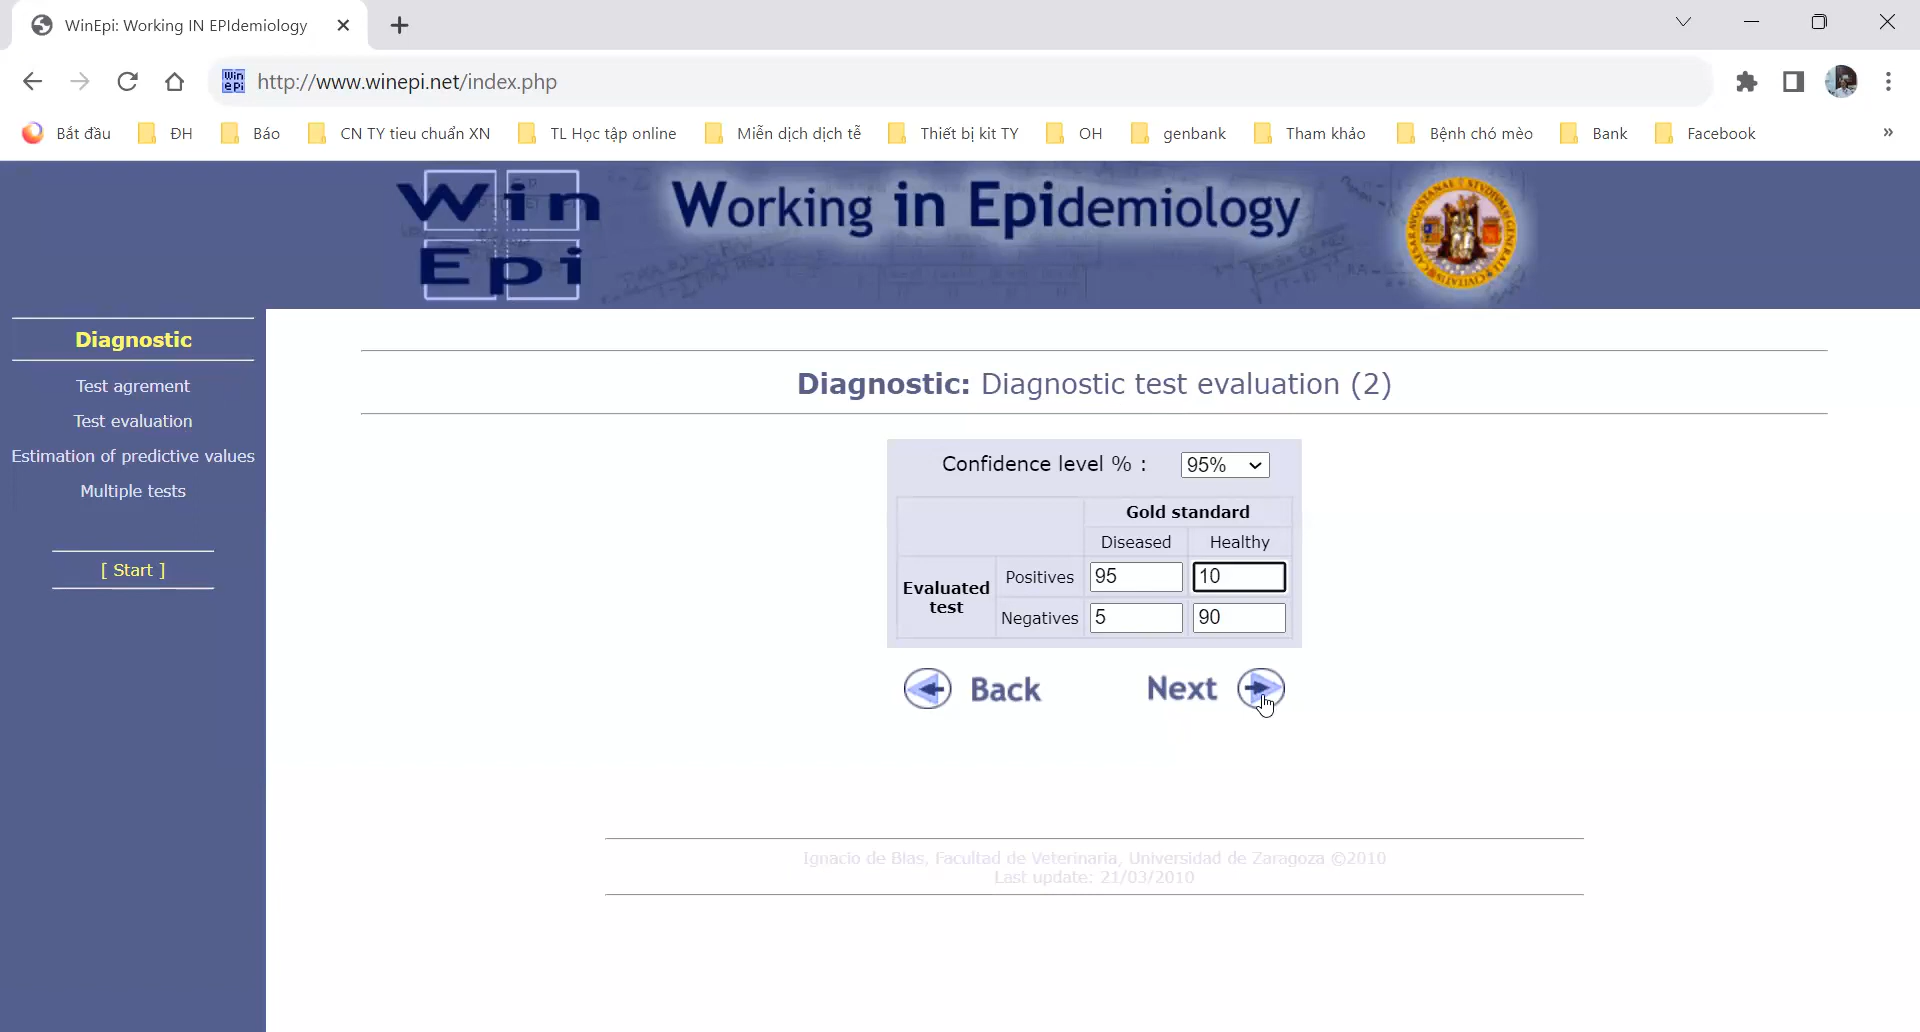 WinEpi: Working IN EPIdemiology
http://www.winepi.net/index.php
Bắt đầu ĐH Báo CN TY tieu chuẩn XN TL Học tập online Miễn dịch dịch tễ Thiết bị kit TY OH genbank Tham khảo Bệnh chó mèo Bank Facebook »
Win
Epi
Working in Epidemiology
Diagnostic
Test agrement
Test evaluation
Estimation of predictive values
Multiple tests
[ Start ]
Diagnostic: Diagnostic test evaluation (2)
Confidence level % : 95%
Gold standard
Diseased Healthy
Evaluated test
Positives 95 10
Negatives 5 90
Back Next
Ignacio de Blas, Facultad de Veterinaria, Universidad de Zaragoza ©2010
Last update: 21/03/2010